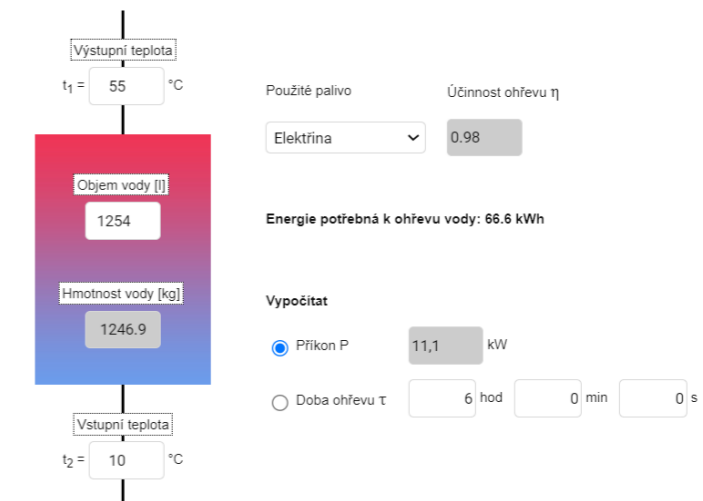 Výstupní teplota
t1 = 55 °C
Použité palivo
Účinnost ohřevu η
Elektřina
0.98
Objem vody [l]
1254
Energie potřebná k ohřevu vody: 66.6 kWh
Hmotnost vody [kg]
1246.9
Vypočítat
Příkon P 11,1 kW
Doba ohřevu τ 6 hod 0 min 0 s
Vstupní teplota
t2 = 10 °C